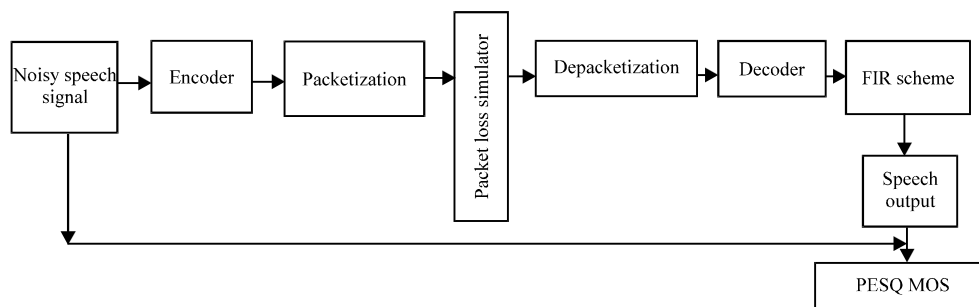 Noisy speech
signal
Encoder
Packetization
Packet loss simulator
Depacketization
Decoder
FIR scheme
Speech
output
PESQ MOS